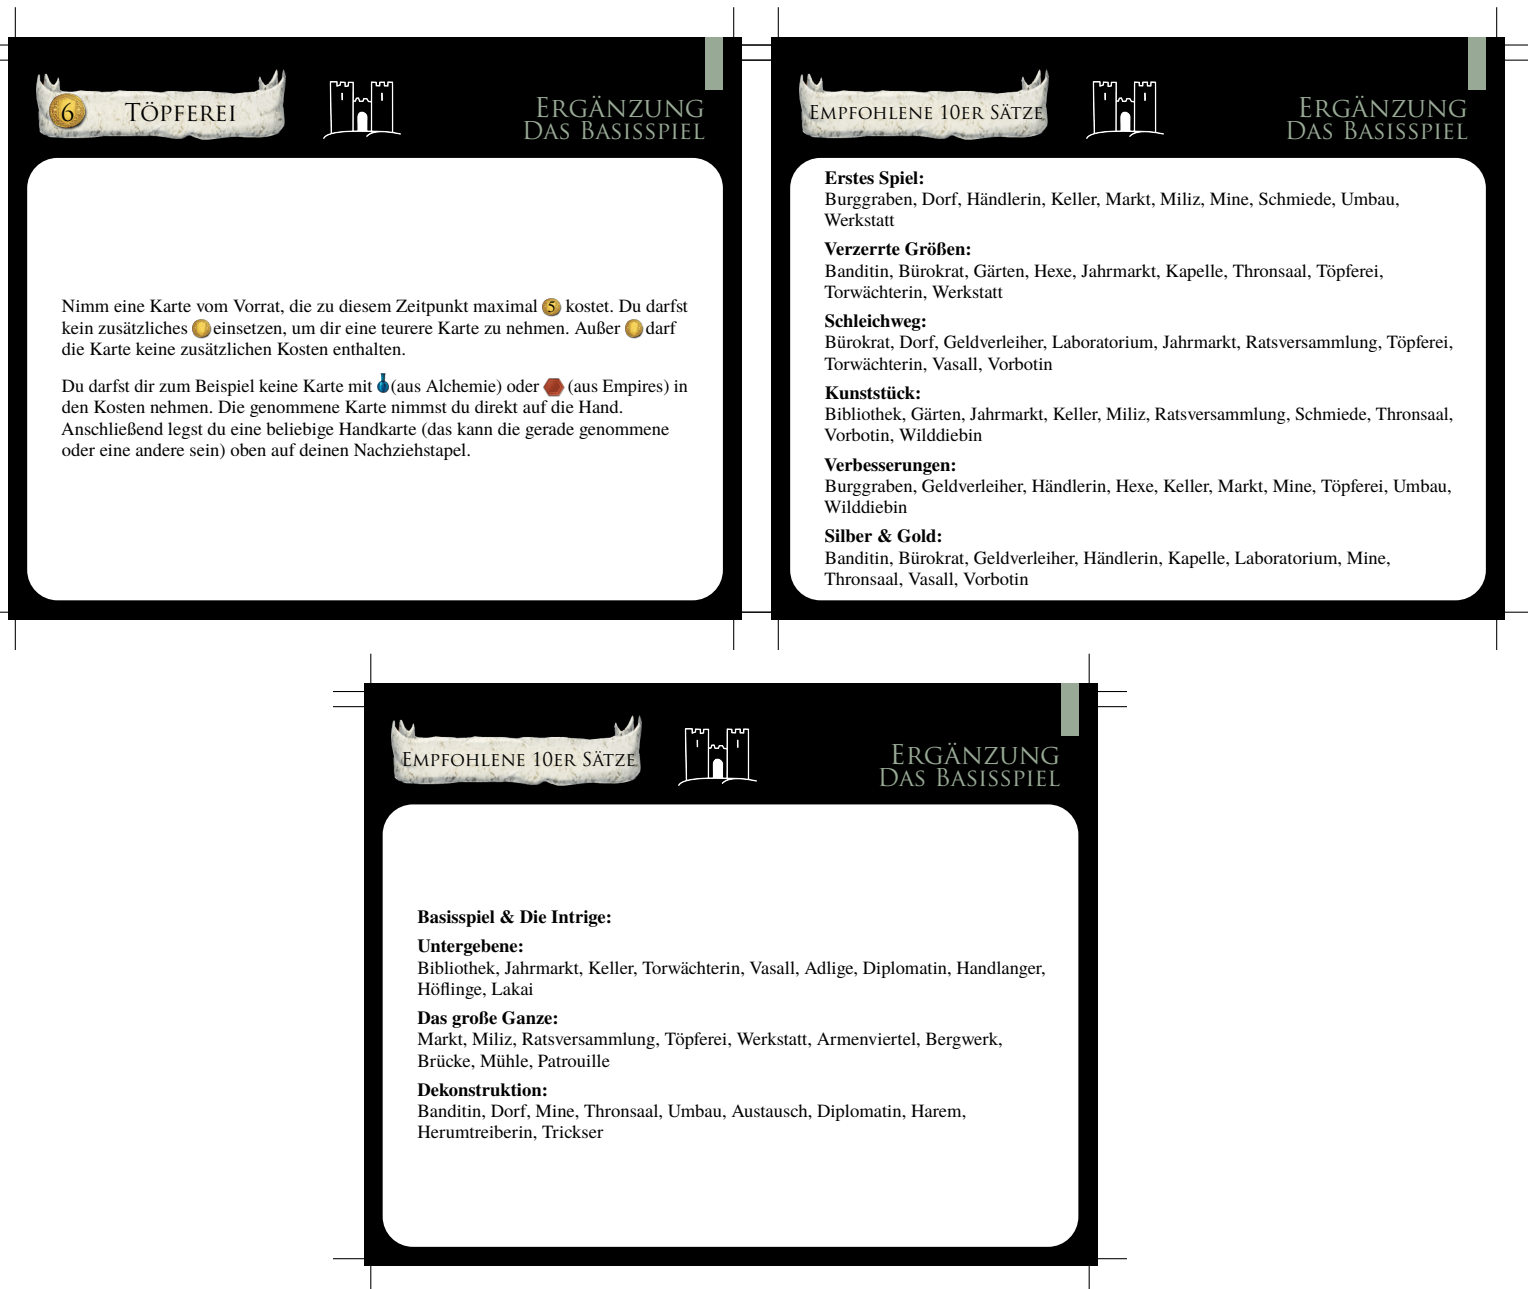 6
TÖPFEREI
ERGÄNZUNG
DAS BASISSPIEL
Nimm eine Karte vom Vorrat, die zu diesem Zeitpunkt maximal 5 kostet. Du darfst
kein zusätzliches einsetzen, um dir eine teurere Karte zu nehmen. Außer darf
die Karte keine zusätzlichen Kosten enthalten.
Du darfst dir zum Beispiel keine Karte mit (aus Alchemie) oder (aus Empires) in
den Kosten nehmen. Die genommene Karte nimmst du direkt auf die Hand.
Anschließend legst du eine beliebige Handkarte (das kann die gerade genommene
oder eine andere sein) oben auf deinen Nachziehstapel.
EMPFOHLENE 10ER SÄTZE
ERGÄNZUNG
DAS BASISSPIEL
Erstes Spiel:
Burggraben, Dorf, Händlerin, Keller, Markt, Miliz, Mine, Schmiede, Umbau,
Werkstatt
Verzerrte Größen:
Banditin, Bürokrat, Gärten, Hexe, Jahrmarkt, Kapelle, Thronsaal, Töpferei,
Torwächterin, Werkstatt
Schleichweg:
Bürokrat, Dorf, Geldverleiher, Laboratorium, Jahrmarkt, Ratsversammlung, Töpferei,
Torwächterin, Vasall, Vorbotin
Kunststück:
Bibliothek, Gärten, Jahrmarkt, Keller, Miliz, Ratsversammlung, Schmiede, Thronsaal,
Vorbotin, Wilddiebin
Verbesserungen:
Burggraben, Geldverleiher, Händlerin, Hexe, Keller, Markt, Mine, Töpferei, Umbau,
Wilddiebin
Silber & Gold:
Banditin, Bürokrat, Geldverleiher, Händlerin, Kapelle, Laboratorium, Mine,
Thronsaal, Vasall, Vorbotin
EMPFOHLENE 10ER SÄTZE
ERGÄNZUNG
DAS BASISSPIEL
Basisspiel & Die Intrige:
Untergebene:
Bibliothek, Jahrmarkt, Keller, Torwächterin, Vasall, Adlige, Diplomatin, Handlanger,
Höflinge, Lakai
Das große Ganze:
Markt, Miliz, Ratsversammlung, Töpferei, Werkstatt, Armenviertel, Bergwerk,
Brücke, Mühle, Patrouille
Dekonstruktion:
Banditin, Dorf, Mine, Thronsaal, Umbau, Austausch, Diplomatin, Harem,
Herumtreiberin, Trickser